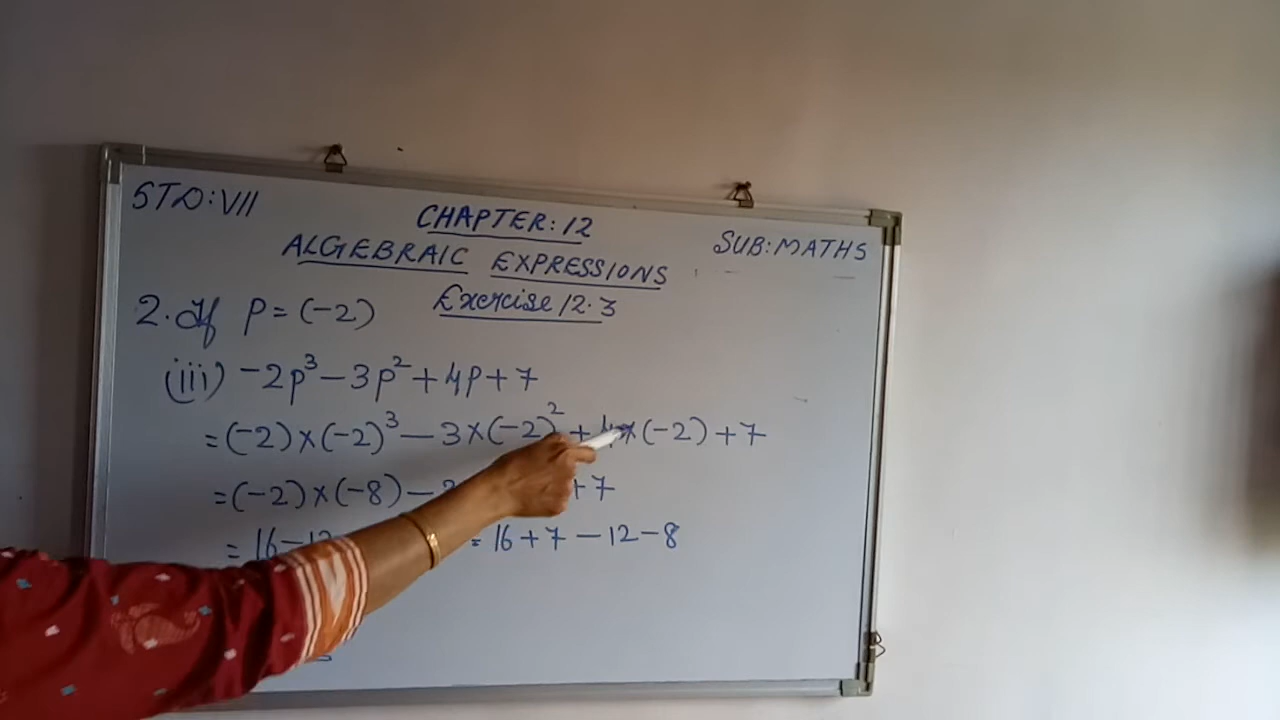 STD: VII
CHAPTER: 12
SUB: MATHS
ALGEBRAIC EXPRESSIONS
Exercise 12.3
2. If P = (-2)
(iii) -2p³ - 3p² + 4p + 7
= (-2) × (-2)³ - 3 × (-2)² + 4 × (-2) + 7
= (-2) × (-8) - + 7
= 16 - 12 = 16 + 7 - 12 - 8